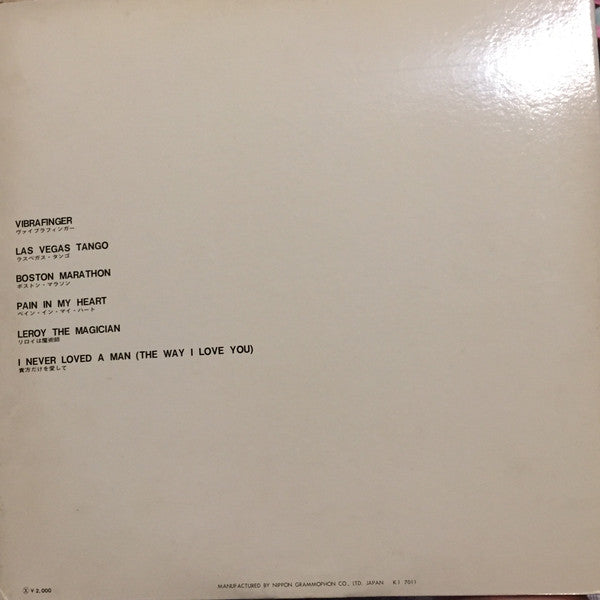 VIBRAFINGER
ヴァイブラフィンガー
LAS VEGAS TANGO
ラスベガス・タンゴ
BOSTON MARATHON
ボストン・マラソン
PAIN IN MY HEART
ペイン・イン・マイ・ハート
LEROY THE MAGICIAN
リロイは魔術師
I NEVER LOVED A MAN (THE WAY I LOVE YOU)
貴方だけを愛して
MANUFACTURED BY NIPPON GRAMMOPHON CO., LTD. JAPAN. KI 7011
Ⓧ ¥2,000